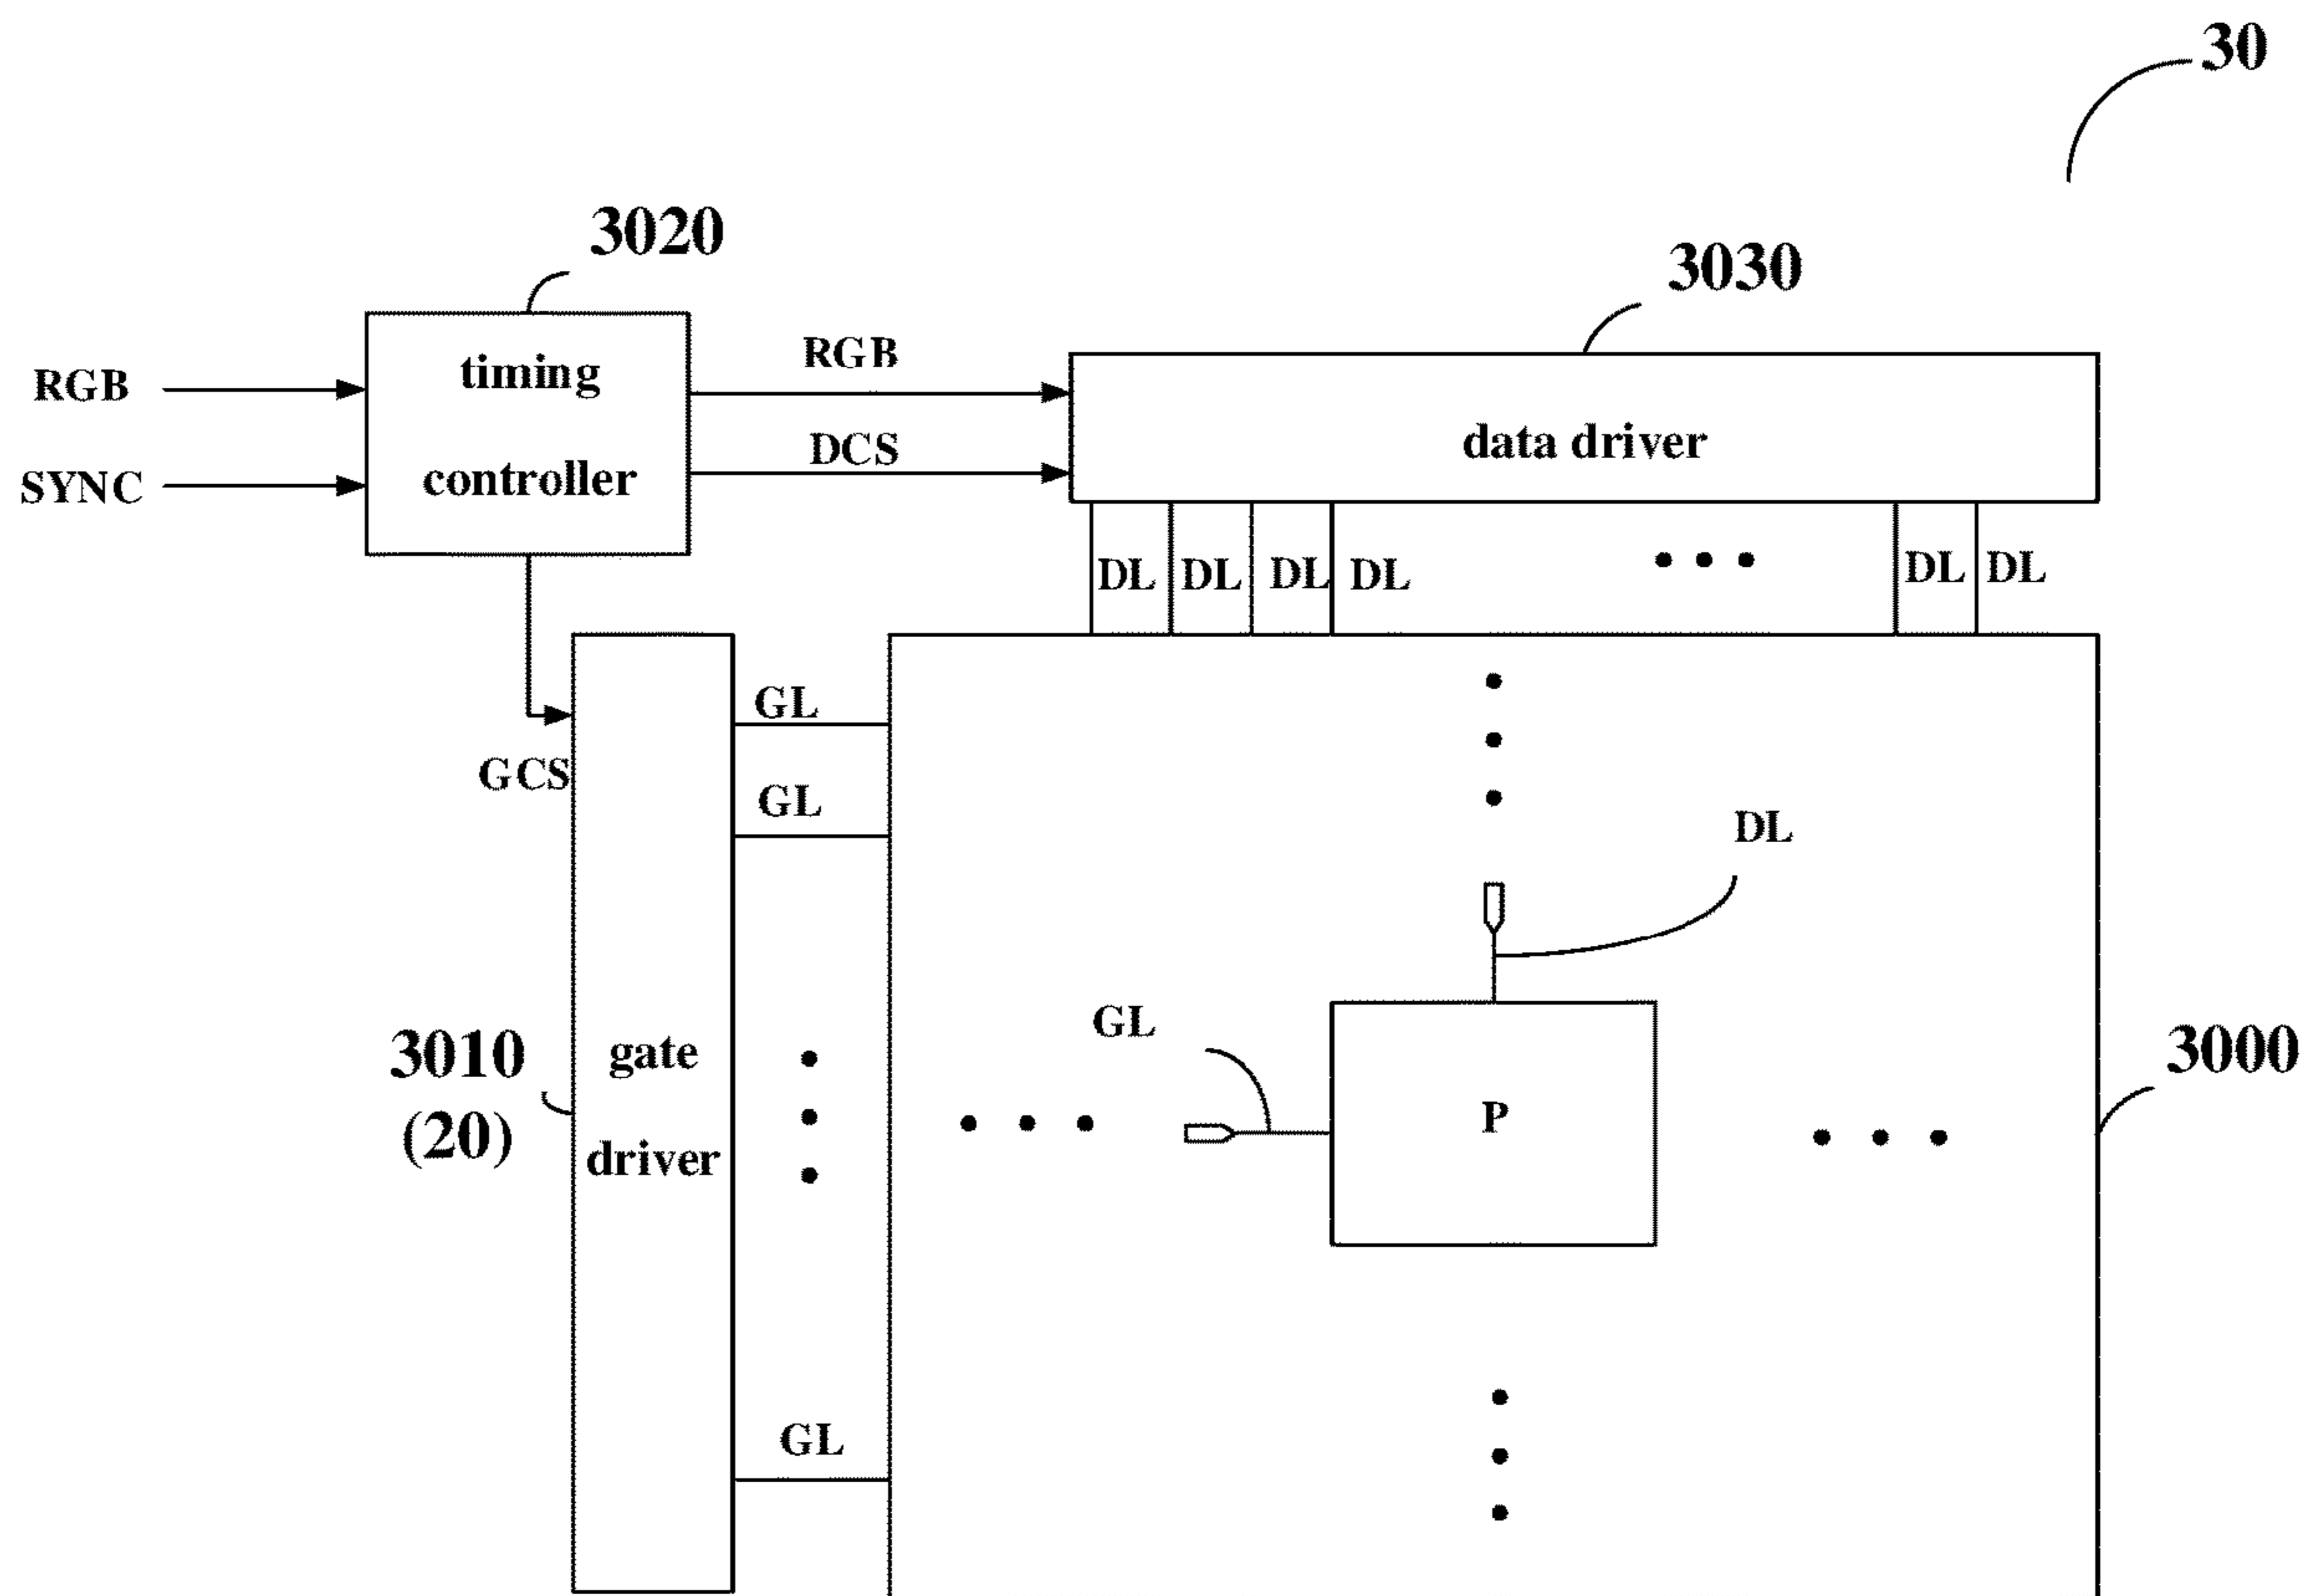 30
3020
3030
RGB
timing
RGB
SYNC
controller
DCS
data driver
DL
DL
DL
DL
DL
DL
GL
GCS
GL
DL
3010
(20)
gate
driver
GL
P
3000
GL